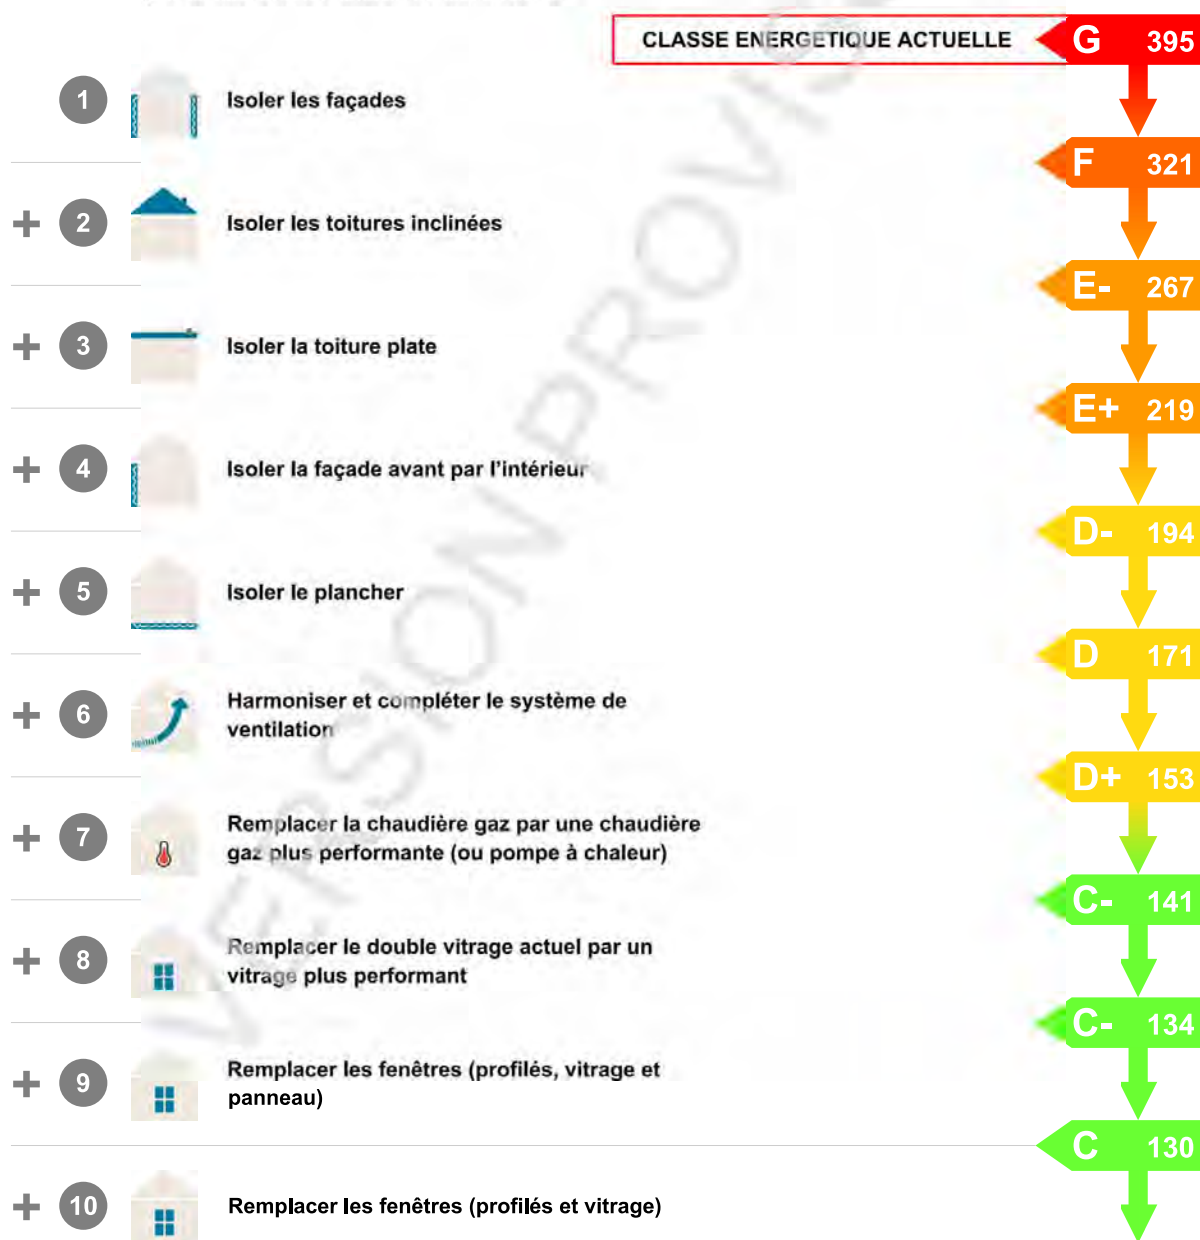 CLASSE ENERGETIQUE ACTUELLE G 395
1 Isoler les façades
F 321
+ 2 Isoler les toitures inclinées
E- 267
+ 3 Isoler la toiture plate
E+ 219
+ 4 Isoler la façade avant par l'intérieur
D- 194
+ 5 Isoler le plancher
D 171
+ 6 Harmoniser et compléter le système de
ventilation
D+ 153
+ 7 Remplacer la chaudière gaz par une chaudière
gaz plus performante (ou pompe à chaleur)
C- 141
+ 8 Remplacer le double vitrage actuel par un
vitrage plus performant
C- 134
+ 9 Remplacer les fenêtres (profilés, vitrage et
panneau)
C 130
+ 10 Remplacer les fenêtres (profilés et vitrage)
VERSION PROVIS